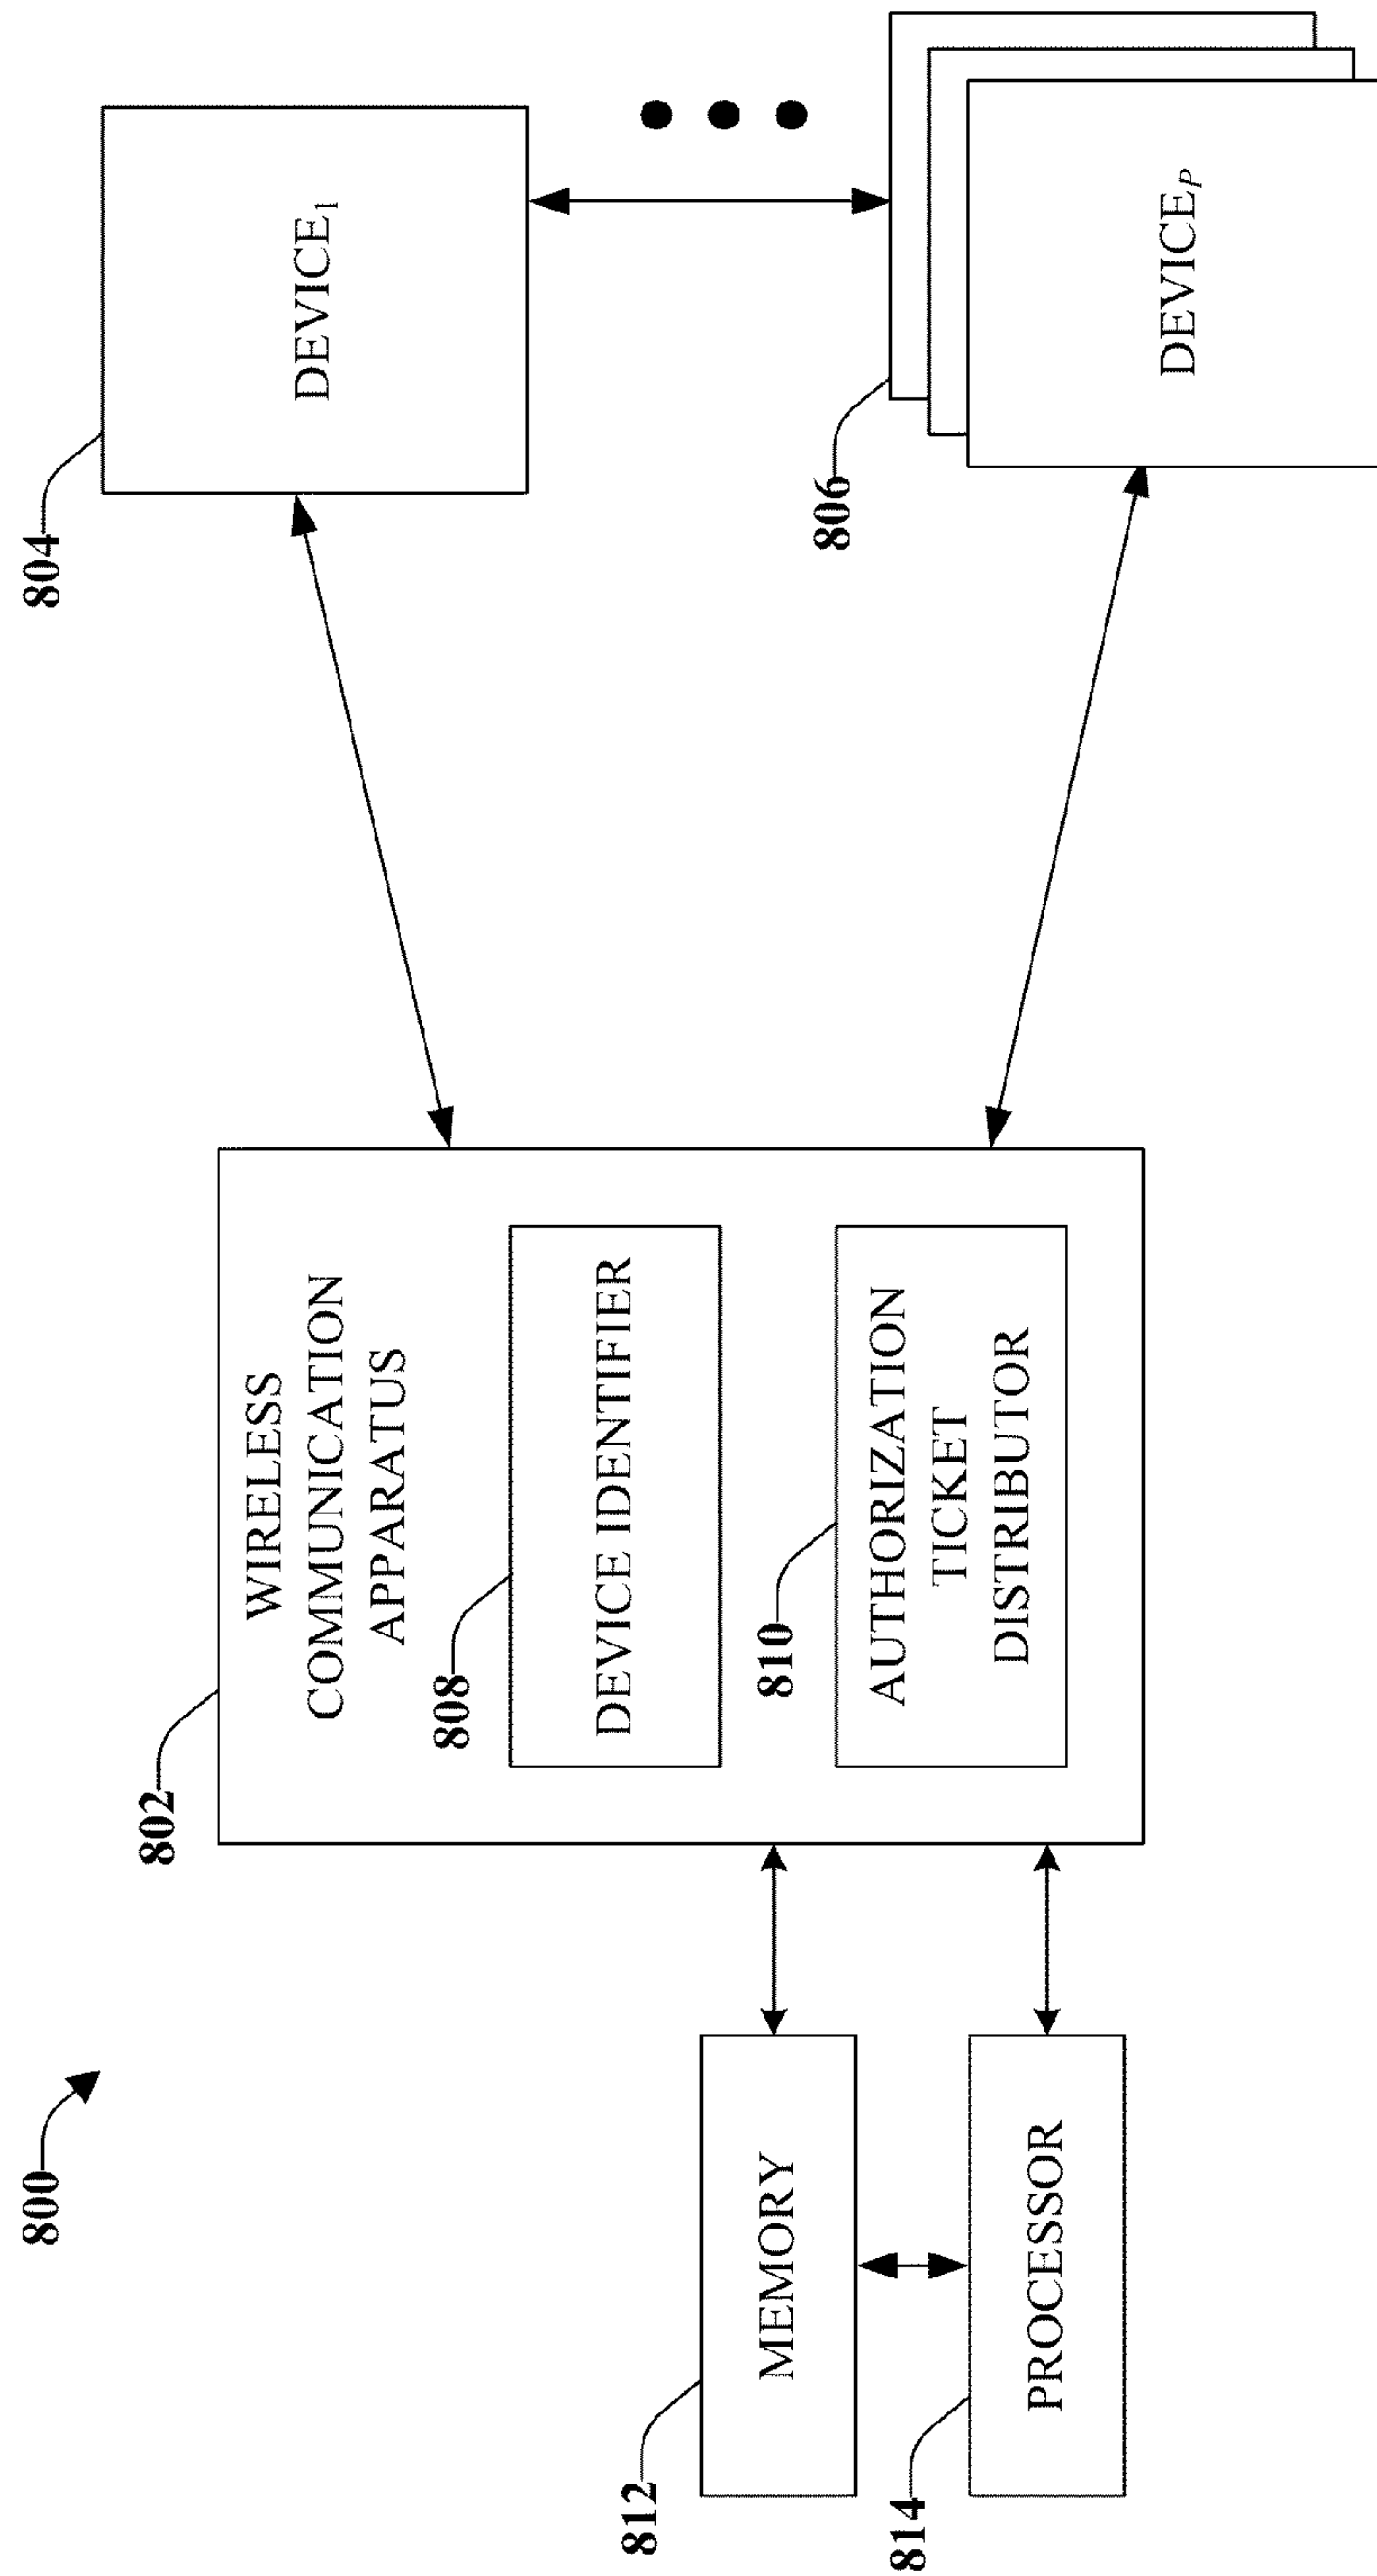 800
802
WIRELESS
COMMUNICATION
APPARATUS
808
DEVICE IDENTIFIER
810
AUTHORIZATION
TICKET
DISTRIBUTOR
812
MEMORY
814
PROCESSOR
804
DEVICE1
806
DEVICEP